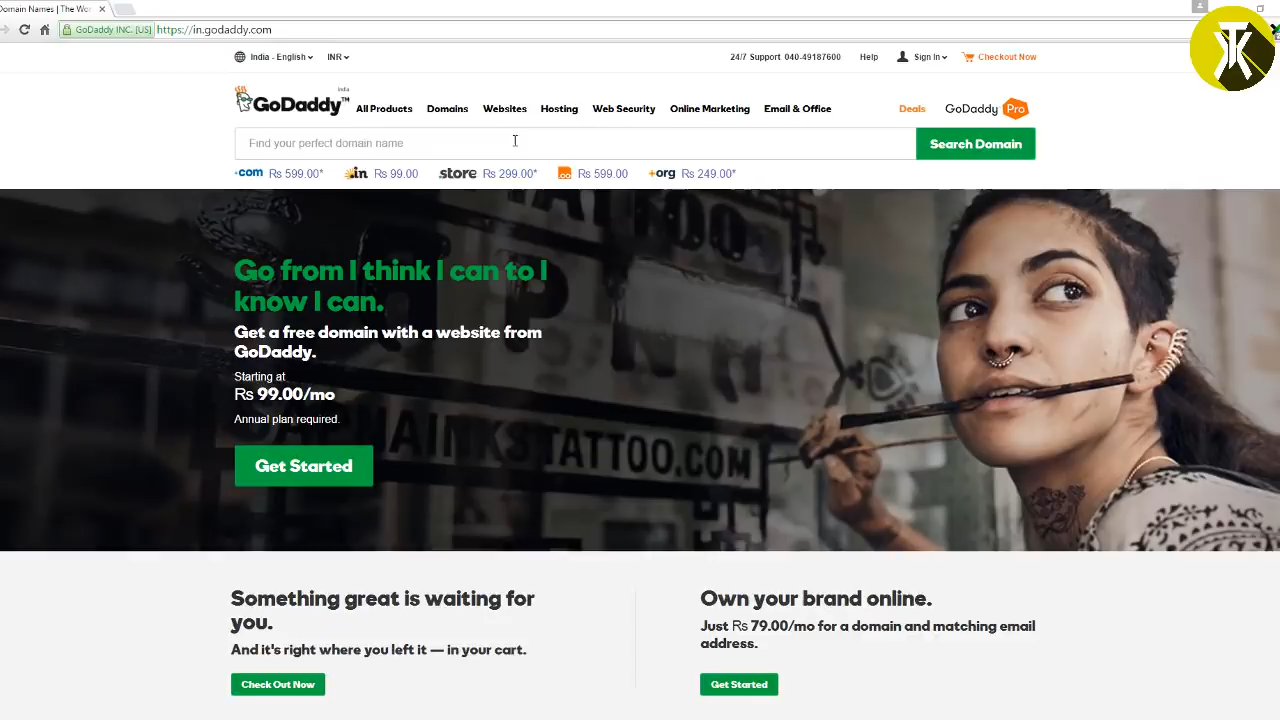 Domain Names | The Wor
GoDaddy INC. [US] https://in.godaddy.com
India - English INR 24/7 Support 040-49187600 Help Sign In Checkout Now
India
GoDaddy™ All Products Domains Websites Hosting Web Security Online Marketing Email & Office Deals GoDaddy Pro
Find your perfect domain name Search Domain
.com Rs 599.00* .in Rs 99.00 .store Rs 299.00* Rs 599.00 .org Rs 249.00*
TATTOO
Go from I think I can to I
know I can.
Get a free domain with a website from
GoDaddy.
Starting at
Rs 99.00/mo
Annual plan required.
INKSTATTOO.COM
Get Started
Something great is waiting for
you.
And it's right where you left it — in your cart.
Check Out Now
Own your brand online.
Just Rs 79.00/mo for a domain and matching email
address.
Get Started